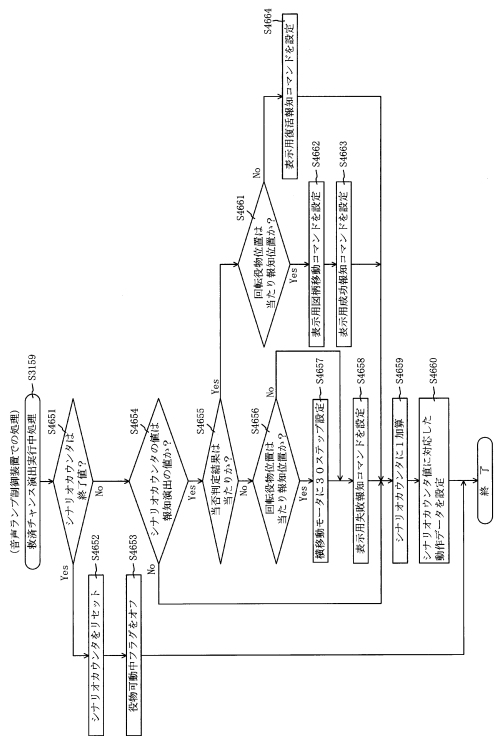 (音声ランプ制御装置での処理)
救済チャンス演出実行中処理
S3159
S4651
シナリオカウンタは
終了値?
Yes
No
S4652
シナリオカウンタをリセット
S4653
役物可動中フラグをオフ
S4654
シナリオカウンタの値は
報知演出の値か?
No
Yes
S4655
当否判定結果は
当たりか?
Yes
No
S4656
回転役物位置は
当たり報知位置か?
No
Yes
S4657
横移動モータに30ステップ設定
S4658
表示用失敗報知コマンドを設定
S4661
回転役物位置は
当たり報知位置か?
No
Yes
S4662
表示用図柄移動コマンドを設定
S4663
表示用成功報知コマンドを設定
S4664
表示用復活報知コマンドを設定
S4659
シナリオカウンタに1加算
S4660
シナリオカウンタ値に対応した
動作データを設定
終了